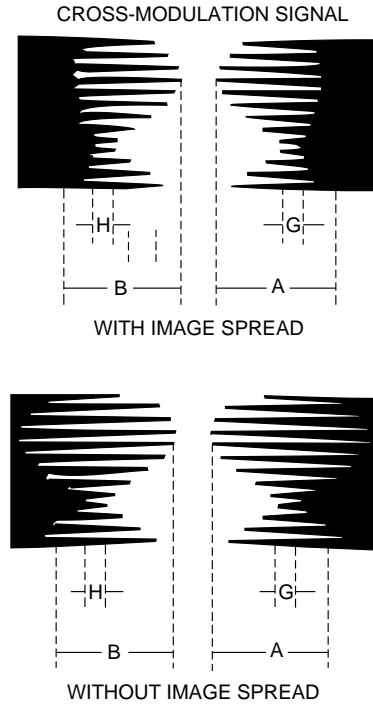 CROSS-MODULATION SIGNAL
H G
B A
WITH IMAGE SPREAD
H G
B A
WITHOUT IMAGE SPREAD